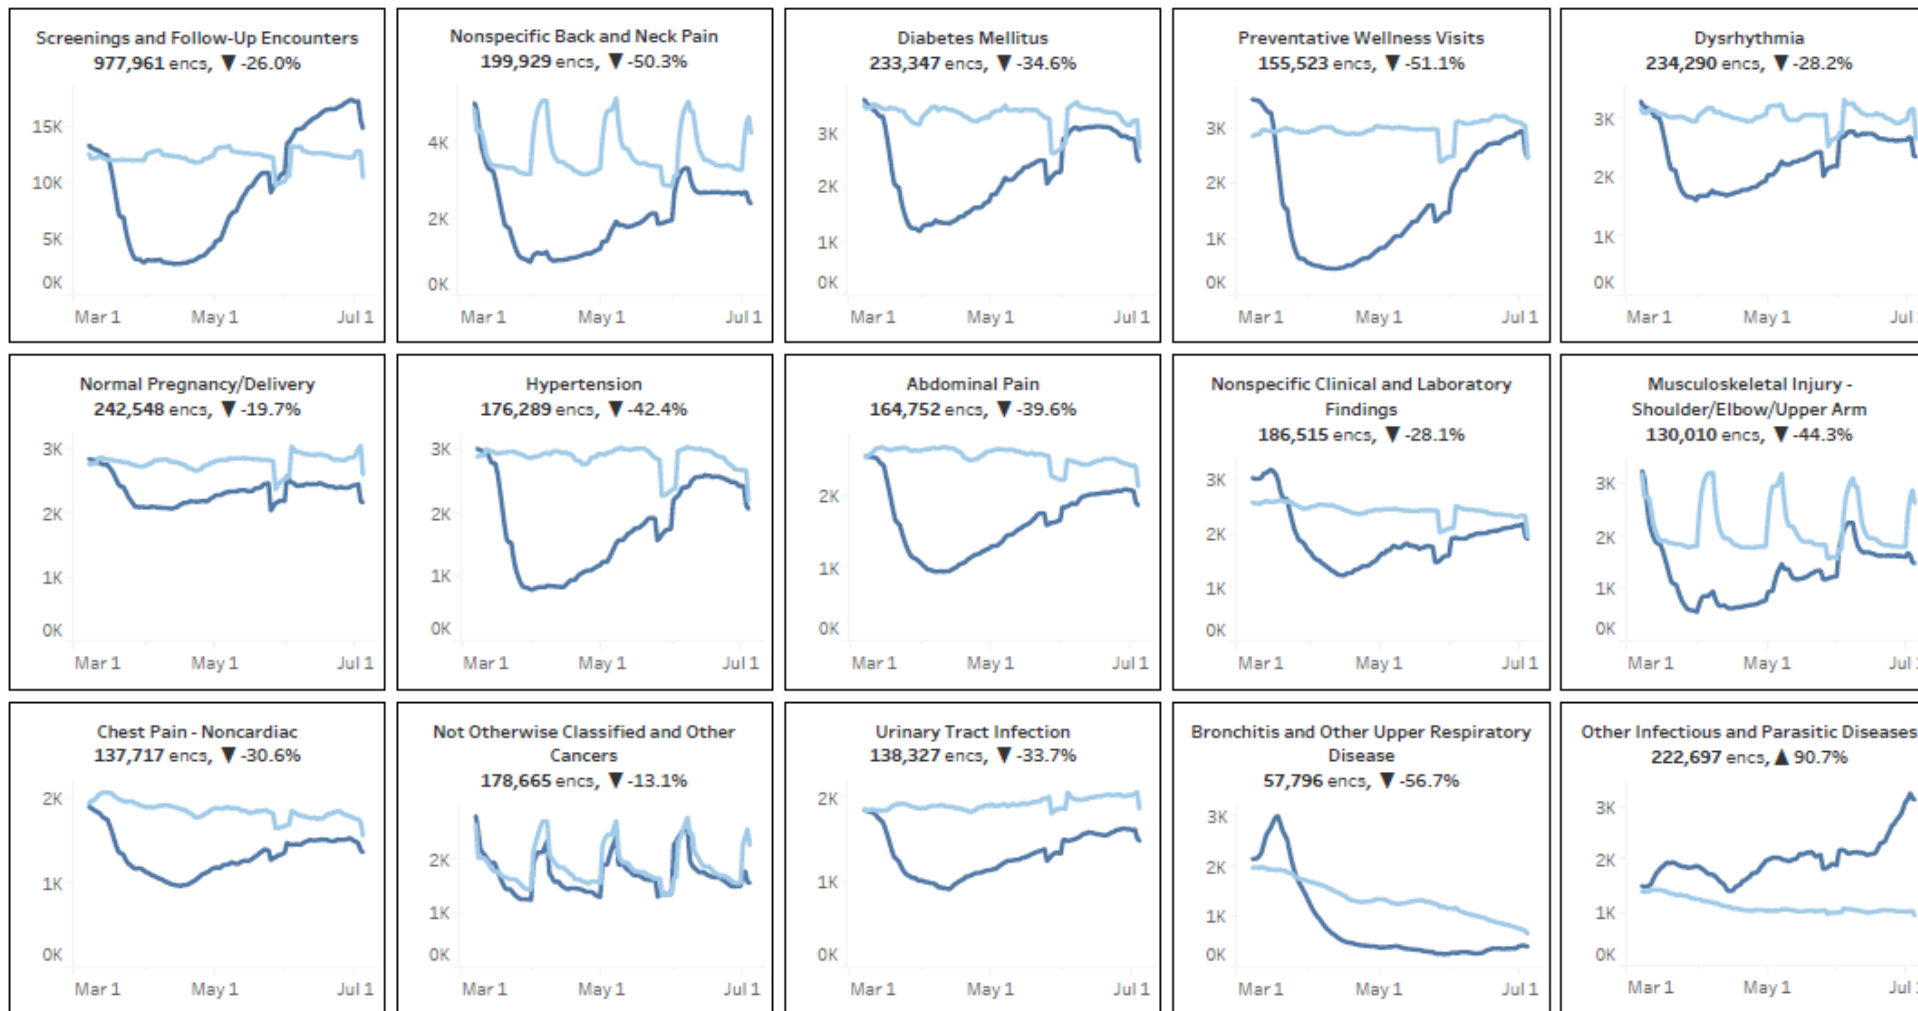 Screenings and Follow-Up Encounters
977,961 encs, ▼ -26.0%
15K
10K
5K
0K
Mar 1 May 1 Jul 1
Nonspecific Back and Neck Pain
199,929 encs, ▼ -50.3%
4K
2K
0K
Mar 1 May 1 Jul 1
Diabetes Mellitus
233,347 encs, ▼ -34.6%
3K
2K
1K
0K
Mar 1 May 1 Jul 1
Preventative Wellness Visits
155,523 encs, ▼ -51.1%
3K
2K
1K
0K
Mar 1 May 1 Jul 1
Dysrhythmia
234,290 encs, ▼ -28.2%
3K
2K
1K
0K
Mar 1 May 1 Jul
Normal Pregnancy/Delivery
242,548 encs, ▼ -19.7%
3K
2K
1K
0K
Mar 1 May 1 Jul 1
Hypertension
176,289 encs, ▼ -42.4%
3K
2K
1K
0K
Mar 1 May 1 Jul 1
Abdominal Pain
164,752 encs, ▼ -39.6%
2K
1K
0K
Mar 1 May 1 Jul 1
Nonspecific Clinical and Laboratory
Findings
186,515 encs, ▼ -28.1%
3K
2K
1K
0K
Mar 1 May 1 Jul 1
Musculoskeletal Injury -
Shoulder/Elbow/Upper Arm
130,010 encs, ▼ -44.3%
3K
2K
1K
0K
Mar 1 May 1 Jul
Chest Pain - Noncardiac
137,717 encs, ▼ -30.6%
2K
1K
0K
Mar 1 May 1 Jul 1
Not Otherwise Classified and Other
Cancers
178,665 encs, ▼ -13.1%
2K
1K
0K
Mar 1 May 1 Jul 1
Urinary Tract Infection
138,327 encs, ▼ -33.7%
2K
1K
0K
Mar 1 May 1 Jul 1
Bronchitis and Other Upper Respiratory
Disease
57,796 encs, ▼ -56.7%
3K
2K
1K
0K
Mar 1 May 1 Jul 1
Other Infectious and Parasitic Diseases
222,697 encs, ▲ 90.7%
3K
2K
1K
0K
Mar 1 May 1 Jul